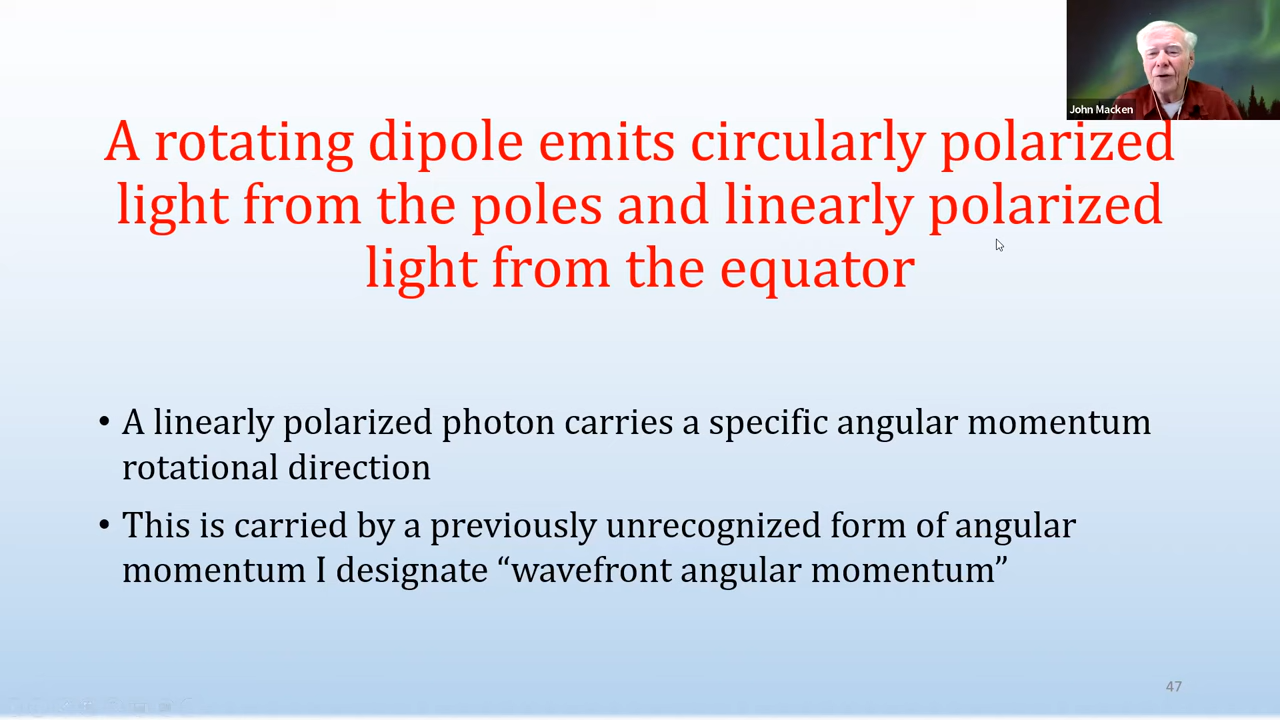 John Macken
A rotating dipole emits circularly polarized
light from the poles and linearly polarized
light from the equator
• A linearly polarized photon carries a specific angular momentum
rotational direction
• This is carried by a previously unrecognized form of angular
momentum I designate “wavefront angular momentum”
47